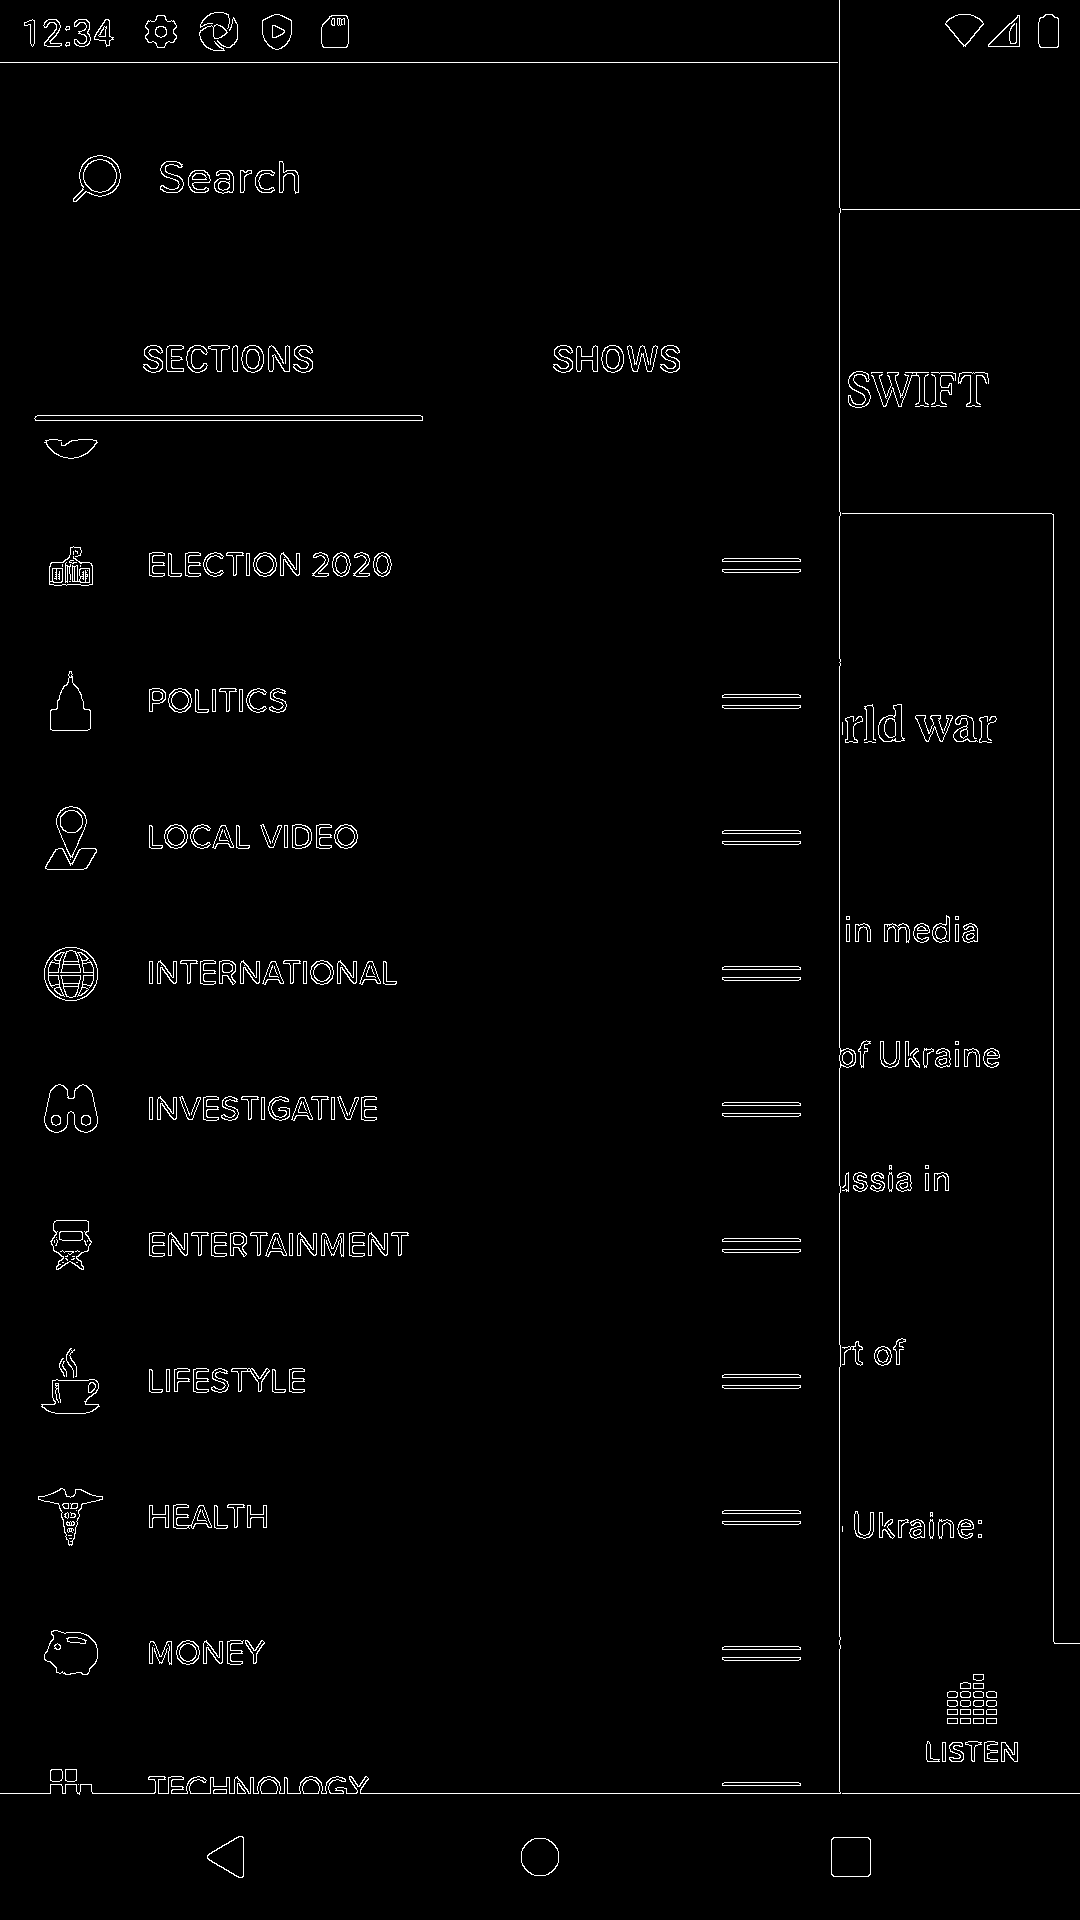 12:34
Search
SECTIONS SHOWS
SWIFT
ELECTION 2020
POLITICS
rld war
LOCAL VIDEO
in media
INTERNATIONAL
of Ukraine
INVESTIGATIVE
ussia in
ENTERTAINMENT
rt of
LIFESTYLE
HEALTH
Ukraine:
MONEY
LISTEN
TECHNOLOGY